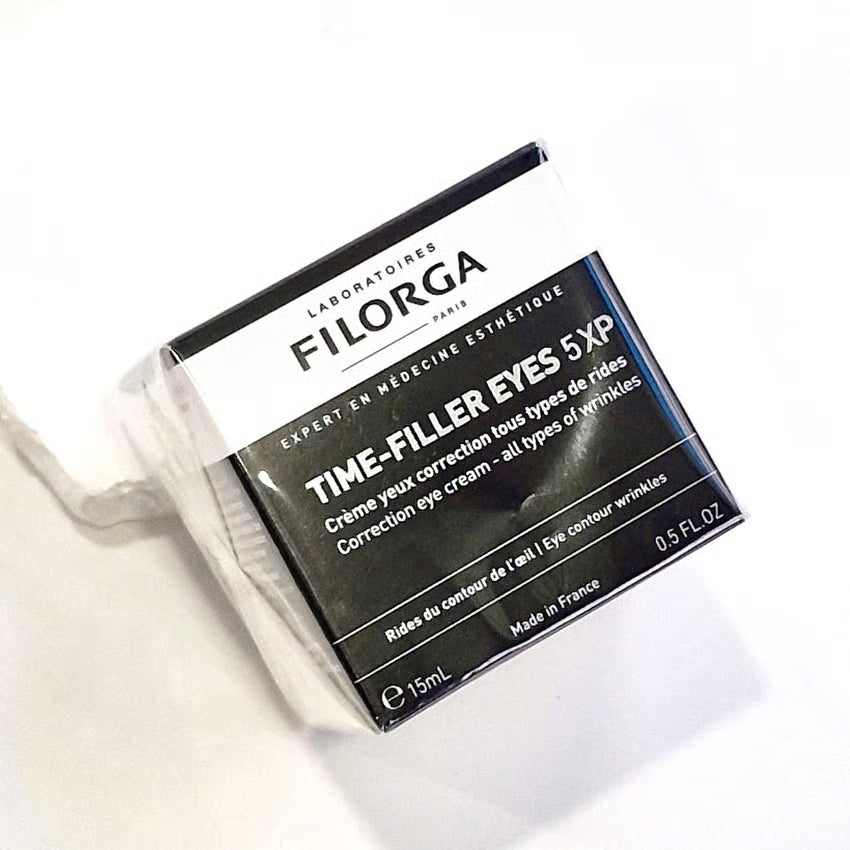 LABORATOIRES
FILORGA
PARIS
EXPERT EN MÉDECINE ESTHÉTIQUE
TIME-FILLER EYES 5XP
Crème yeux correction tous types de rides
Correction eye cream - all types of wrinkles
Rides du contour de l'œil | Eye contour wrinkles
Made in France
℮ 15mL
0.5 FL.OZ